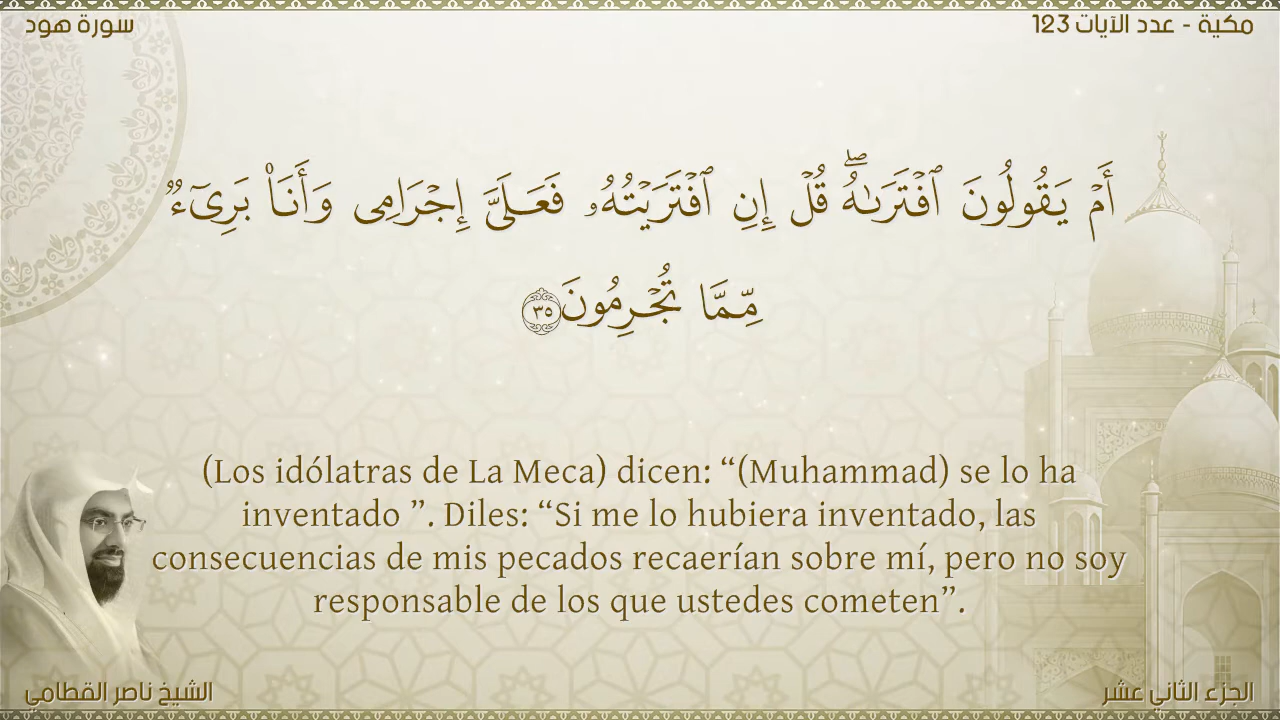 سورة هود
مكية - عدد الآيات 123
أَمْ يَقُولُونَ ٱفْتَرَىٰهُ ۖ قُلْ إِنِ ٱفْتَرَيْتُهُۥ فَعَلَىَّ إِجْرَامِى وَأَنَا۠ بَرِىٓءٌ
مِّمَّا تُجْرِمُونَ ٣٥
(Los idólatras de La Meca) dicen: “(Muhammad) se lo ha
inventado ”. Diles: “Si me lo hubiera inventado, las
consecuencias de mis pecados recaerían sobre mí, pero no soy
responsable de los que ustedes cometen”.
الشيخ ناصر القطامي
الجزء الثاني عشر